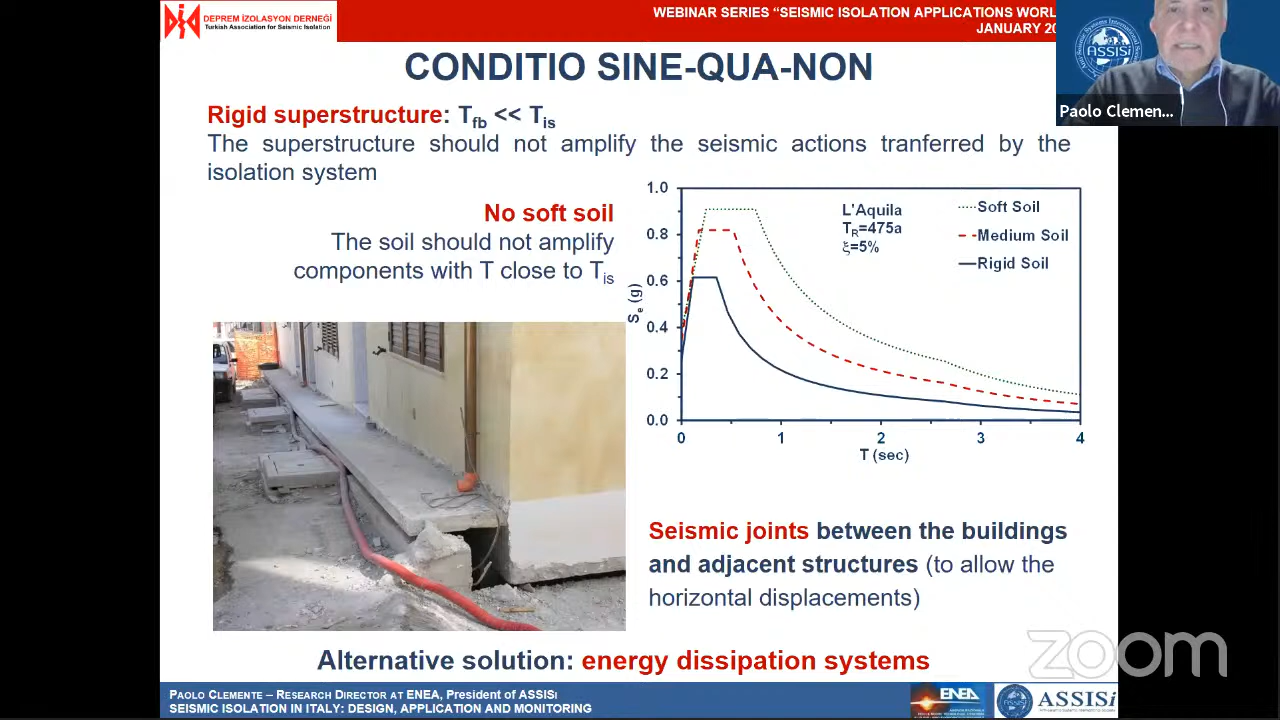 DEPREM İZOLASYON DERNEĞİ
Turkish Association for Seismic Isolation
WEBINAR SERIES “SEISMIC ISOLATION APPLICATIONS
JANUARY
ASSISi
Paolo Clemen...
CONDITIO SINE-QUA-NON
Rigid superstructure: Tfb << Tis
The superstructure should not amplify the seismic actions tranferred by the
isolation system
No soft soil
The soil should not amplify
components with T close to Tis
1.0
0.8
0.6
0.4
0.2
0.0
Se (g)
L'Aquila
TR=475a
ξ=5%
Soft Soil
Medium Soil
Rigid Soil
0 1 2 3 4
T (sec)
Seismic joints between the buildings
and adjacent structures (to allow the
horizontal displacements)
Alternative solution: energy dissipation systems
zoom
PAOLO CLEMENTE – RESEARCH DIRECTOR AT ENEA, President of ASSISi
SEISMIC ISOLATION IN ITALY: DESIGN, APPLICATION AND MONITORING
ENEA
ASSISi